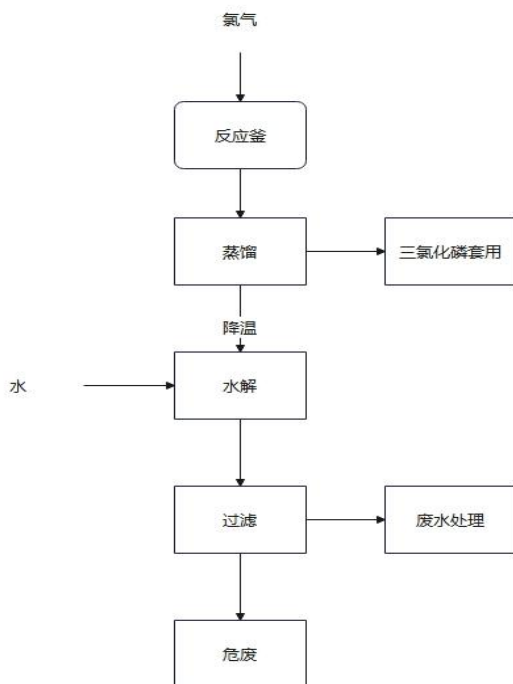 氯气
反应釜
蒸馏
三氯化磷套用
降温
水
水解
过滤
废水处理
危废